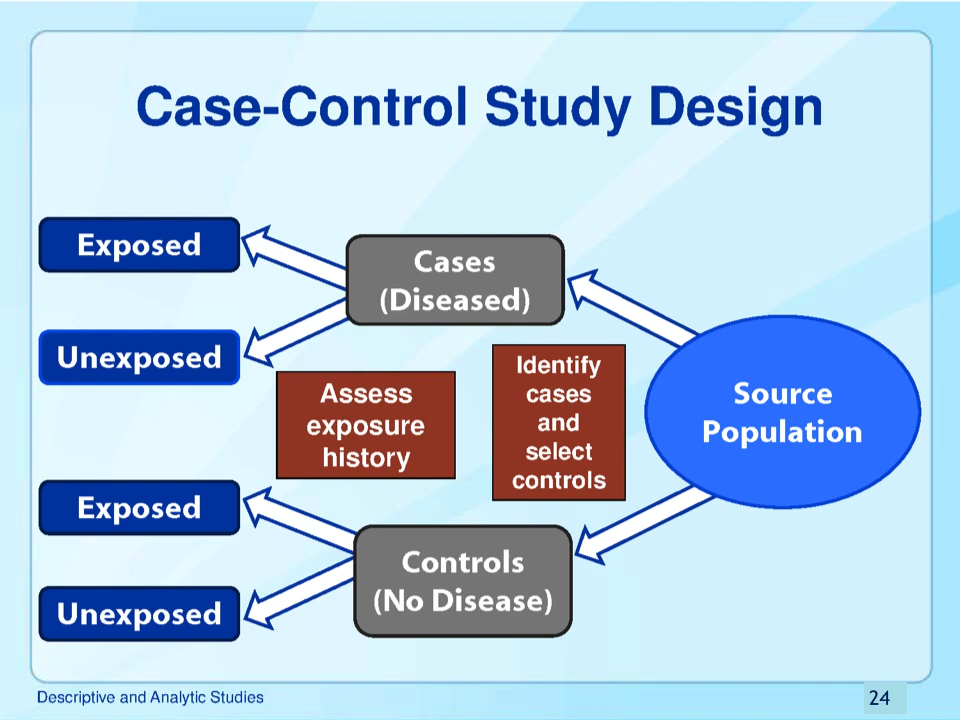 Case-Control Study Design
Exposed
Cases
(Diseased)
Unexposed
Assess
exposure
history
Identify
cases
and
select
controls
Source
Population
Exposed
Controls
(No Disease)
Unexposed
Descriptive and Analytic Studies
24